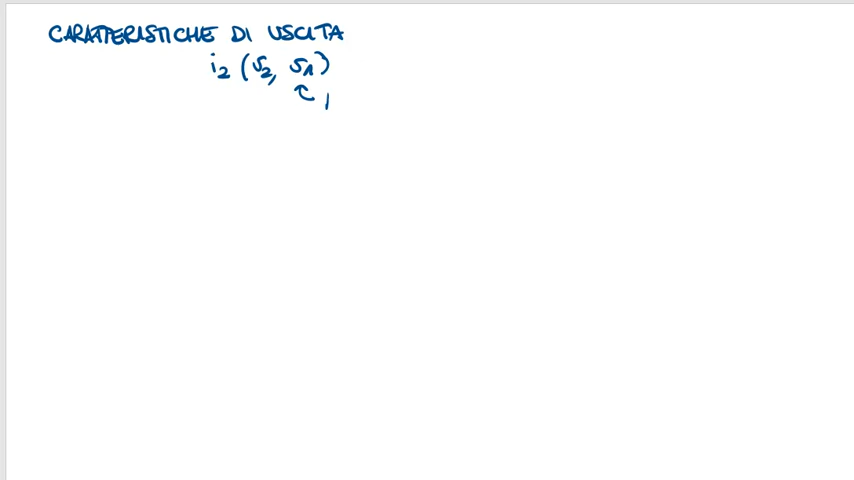 CARATTERISTICHE DI USCITA
i₂ (v₂, v₁)